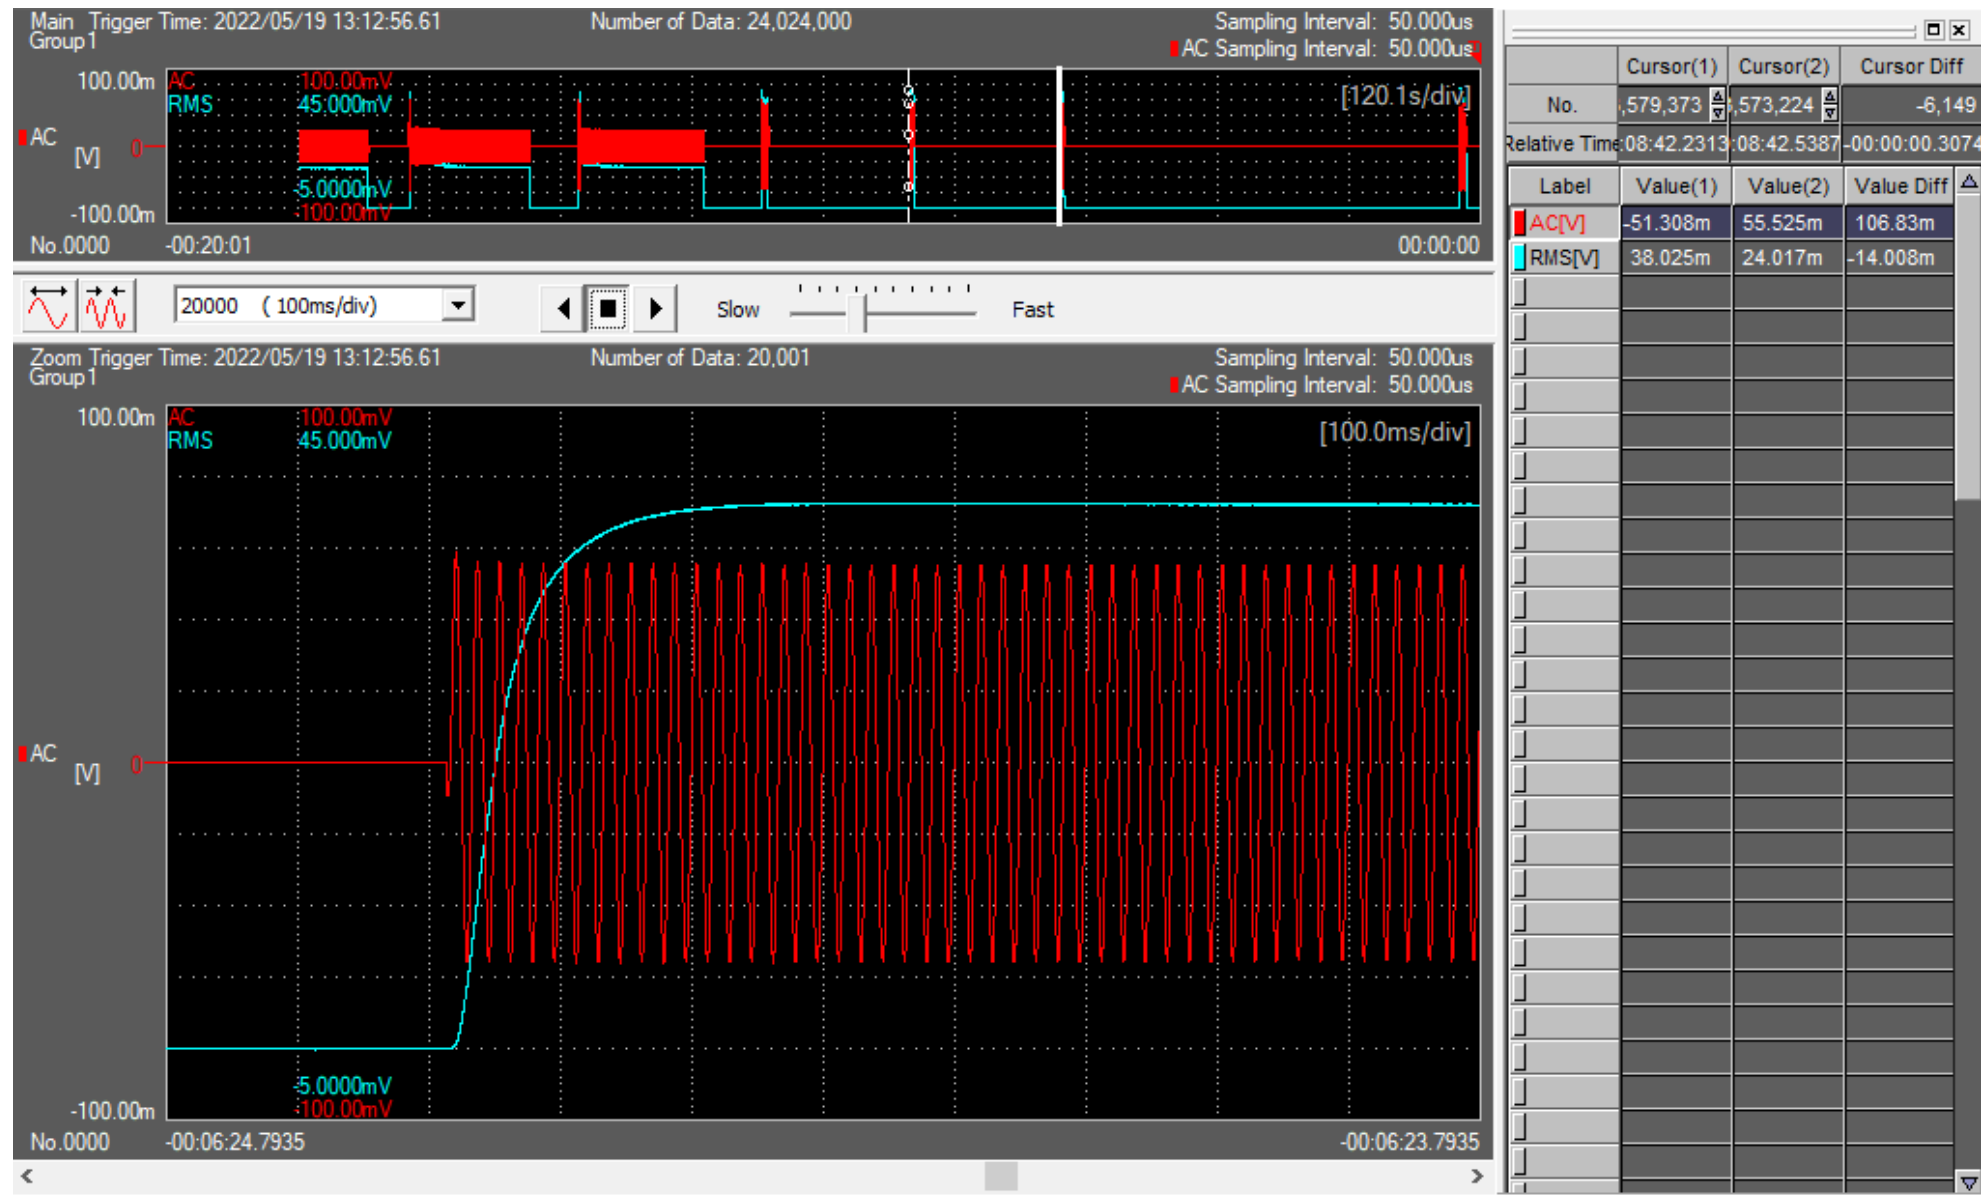 Main Trigger Time: 2022/05/19 13:12:56.61 Number of Data: 24,024,000 Sampling Interval: 50.000us
Group1 AC Sampling Interval: 50.000us
100.00m AC 100.00mV
RMS 45.000mV [120.1s/div]
AC [V] 0
-5.0000mV
-100.00m -100.00mV
No.0000 -00:20:01 00:00:00
20000 ( 100ms/div) Slow Fast
Zoom Trigger Time: 2022/05/19 13:12:56.61 Number of Data: 20,001 Sampling Interval: 50.000us
Group1 AC Sampling Interval: 50.000us
100.00m AC 100.00mV
RMS 45.000mV [100.0ms/div]
AC [V] 0
-5.0000mV
-100.00m -100.00mV
No.0000 -00:06:24.7935 -00:06:23.7935
Cursor(1) Cursor(2) Cursor Diff
No. ,579,373 ,573,224 -6,149
Relative Time :08:42.2313 :08:42.5387 -00:00:00.3074
Label Value(1) Value(2) Value Diff
AC[V] -51.308m 55.525m 106.83m
RMS[V] 38.025m 24.017m -14.008m